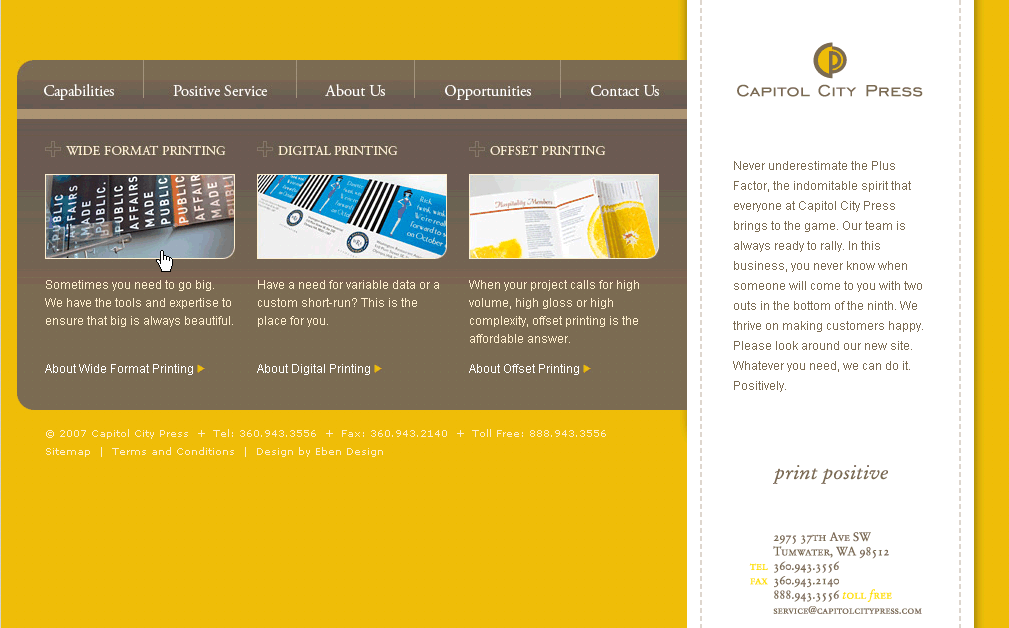 Capabilities
Positive Service
About Us
Opportunities
Contact Us
WIDE FORMAT PRINTING
PUBLIC
AFFAIRS
MADE
PUBLIC.
PUBLIC
AFFAIRS
MADE
PUBLIC
PUBLIC
AFFAIR
MADE
Sometimes you need to go big.
We have the tools and expertise to
ensure that big is always beautiful.
About Wide Format Printing
DIGITAL PRINTING
Have a need for variable data or a
custom short-run? This is the
place for you.
About Digital Printing
OFFSET PRINTING
Hospitality Members
When your project calls for high
volume, high gloss or high
complexity, offset printing is the
affordable answer.
About Offset Printing
© 2007 Capitol City Press + Tel: 360.943.3556 + Fax: 360.943.2140 + Toll Free: 888.943.3556
Sitemap | Terms and Conditions | Design by Eben Design
CAPITOL CITY PRESS
Never underestimate the Plus
Factor, the indomitable spirit that
everyone at Capitol City Press
brings to the game. Our team is
always ready to rally. In this
business, you never know when
someone will come to you with two
outs in the bottom of the ninth. We
thrive on making customers happy.
Please look around our new site.
Whatever you need, we can do it.
Positively.
print positive
2975 37TH AVE SW
TUMWATER, WA 98512
TEL 360.943.3556
FAX 360.943.2140
888.943.3556 toll free
SERVICE@CAPITOLCITYPRESS.COM